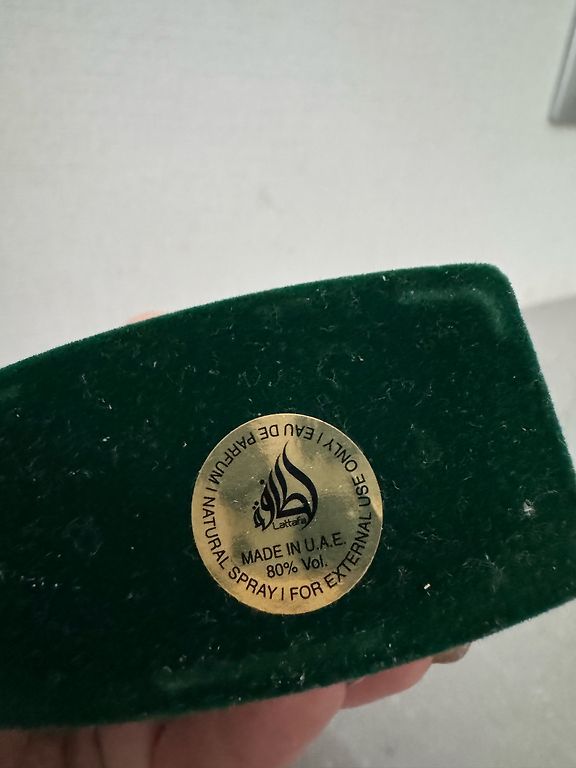 لطافة
Lattafa
MADE IN U.A.E.
80% Vol.
NATURAL SPRAY | FOR EXTERNAL USE ONLY | EAU DE PARFUM |